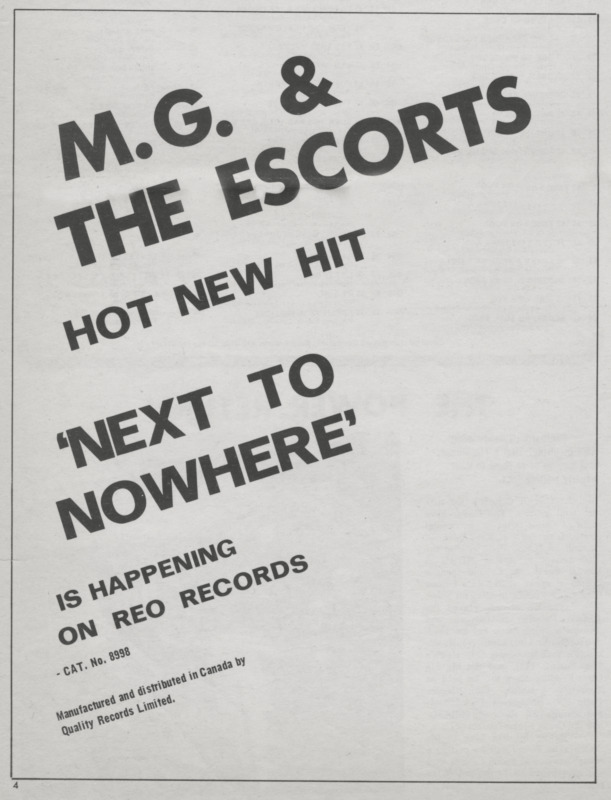 M.G. &
THE ESCORTS
HOT NEW HIT
'NEXT TO
NOWHERE'
IS HAPPENING
ON REO RECORDS
- CAT. No. 8998
Manufactured and distributed in Canada by
Quality Records Limited.
4